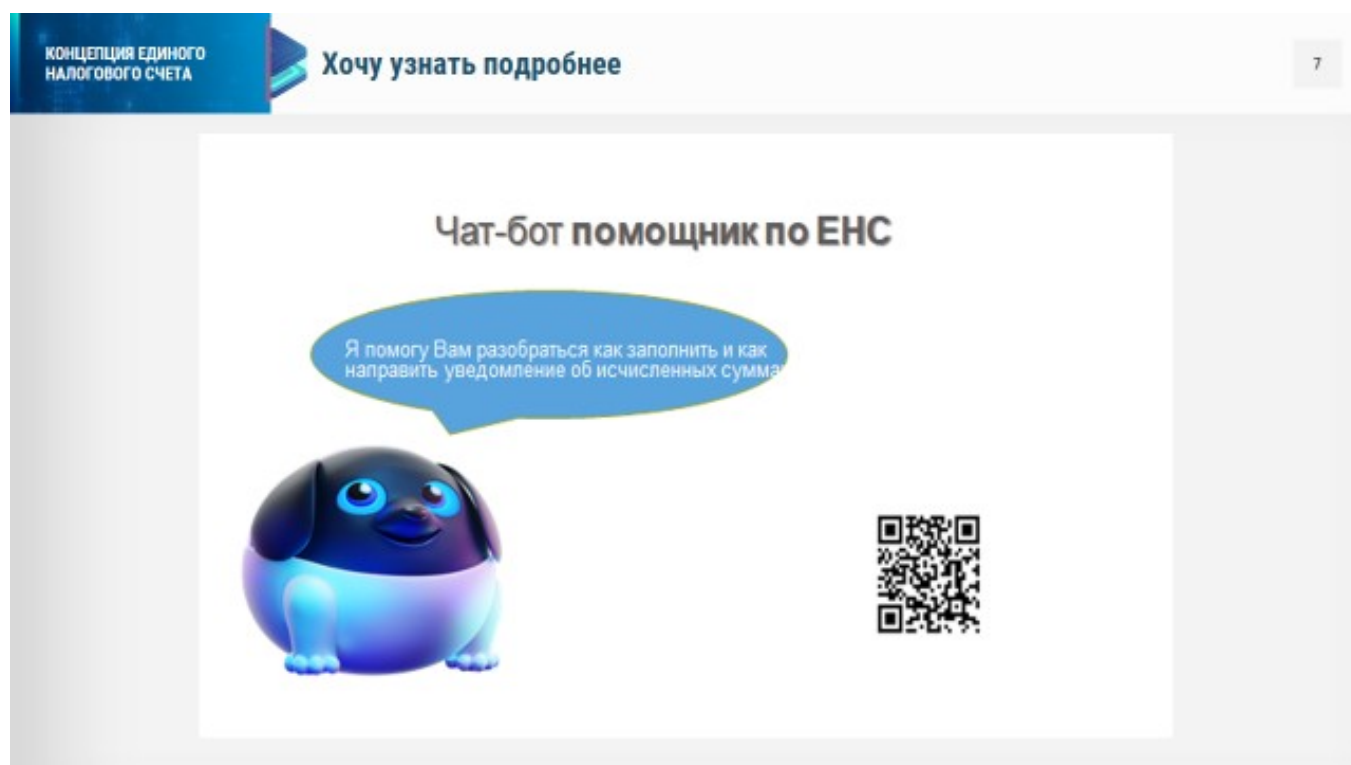 КОНЦЕПЦИЯ ЕДИНОГО
НАЛОГОВОГО СЧЕТА
Хочу узнать подробнее
7
Чат-бот помощник по ЕНС
Я помогу Вам разобраться как заполнить и как
направить уведомление об исчисленных сумма